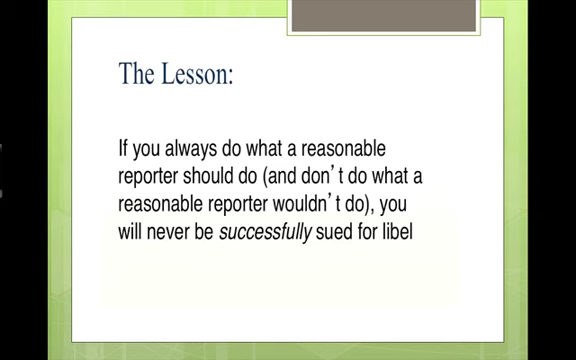 The Lesson:
If you always do what a reasonable
reporter should do (and don’t do what a
reasonable reporter wouldn’t do), you
will never be successfully sued for libel